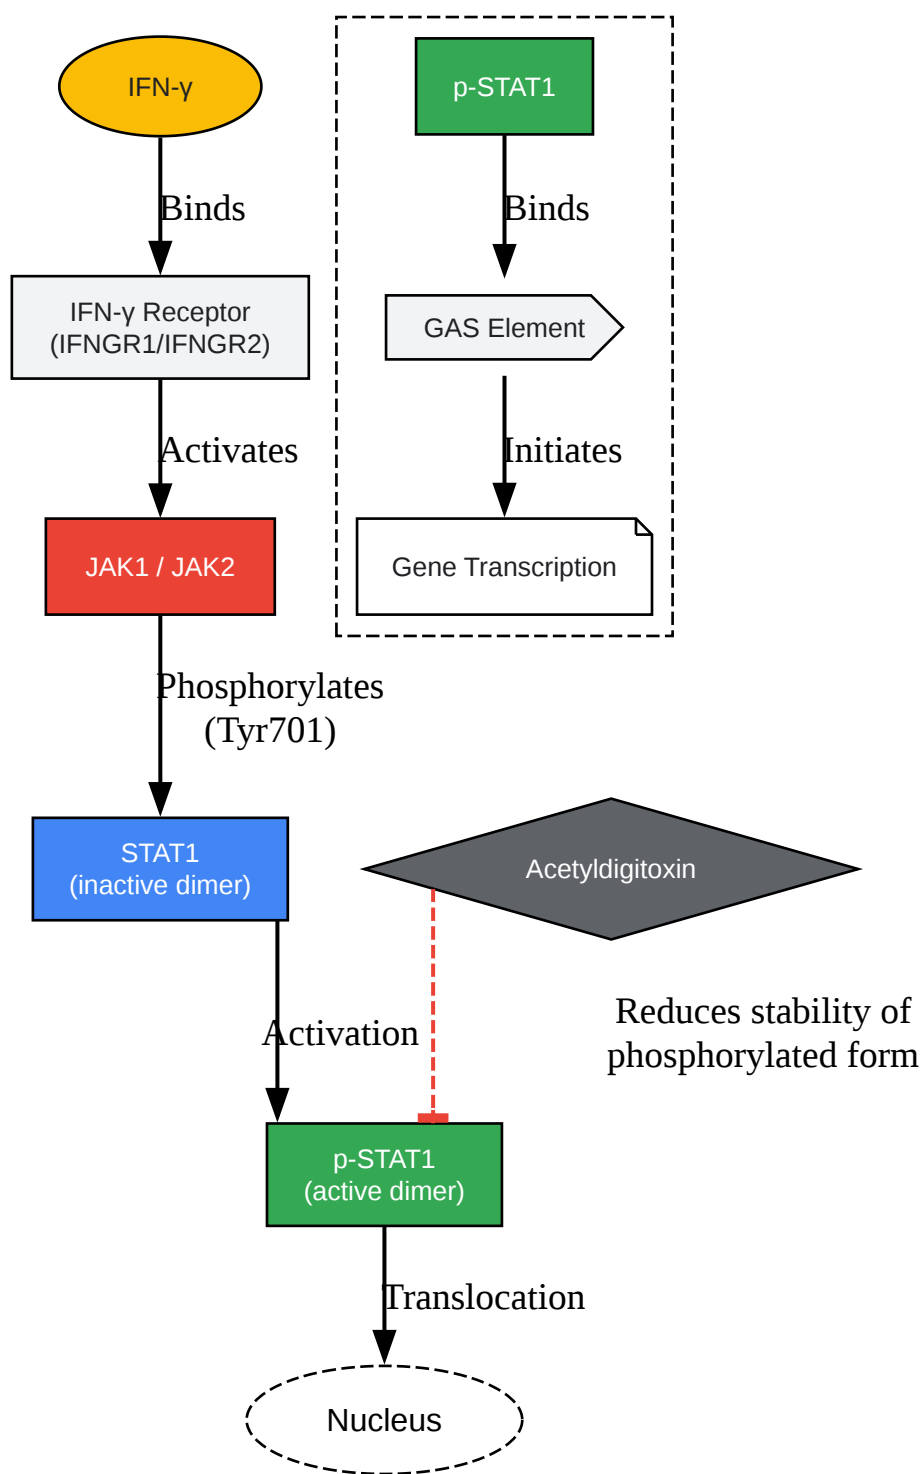 IFN-γ
Binds
IFN-γ Receptor
(IFNGR1/IFNGR2)
Activates
JAK1 / JAK2
Phosphorylates
(Tyr701)
STAT1
(inactive dimer)
Activation
p-STAT1
(active dimer)
Translocation
Nucleus
p-STAT1
Binds
GAS Element
Initiates
Gene Transcription
Acetyldigitoxin
Reduces stability of
phosphorylated form